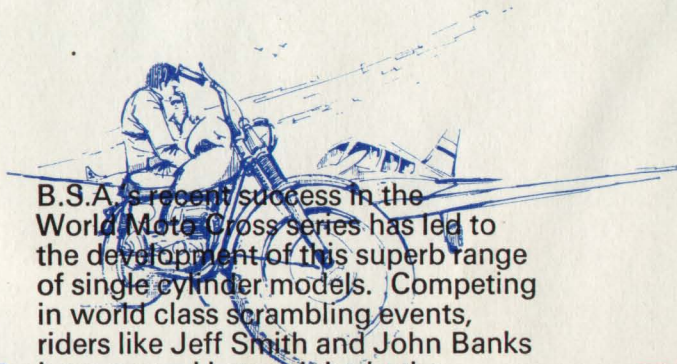 B.S.A.'s recent success in the
World Moto Cross series has led to
the development of this superb range
of single cylinder models. Competing
in world class scrambling events,
riders like Jeff Smith and John Banks